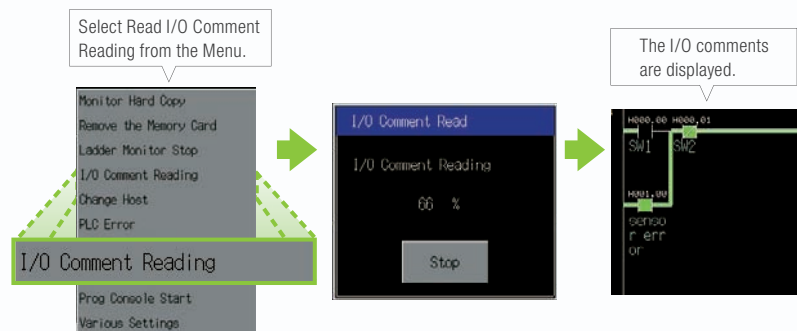 Select Read I/O Comment
Reading from the Menu.
Monitor Hard Copy
Remove the Memory Card
Ladder Monitor Stop
I/O Comment Reading
Change Host
PLC Error
I/O Comment Reading
Prog Console Start
Various Settings
I/O Comment Read
I/O Comment Reading
66 %
Stop
The I/O comments
are displayed.
H000.00 H000.01
SW1 SW2
H001.00
senso
r err
or